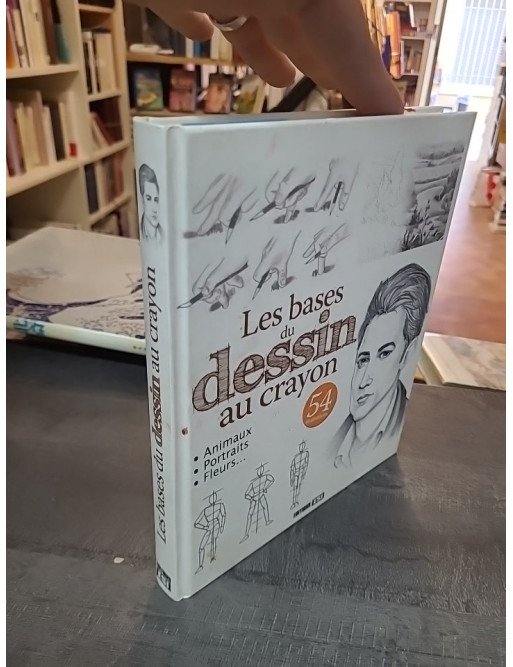 Les bases
du
dessin
au crayon
54
• Animaux
• Portraits
• Fleurs...
Les bases du dessin au crayon